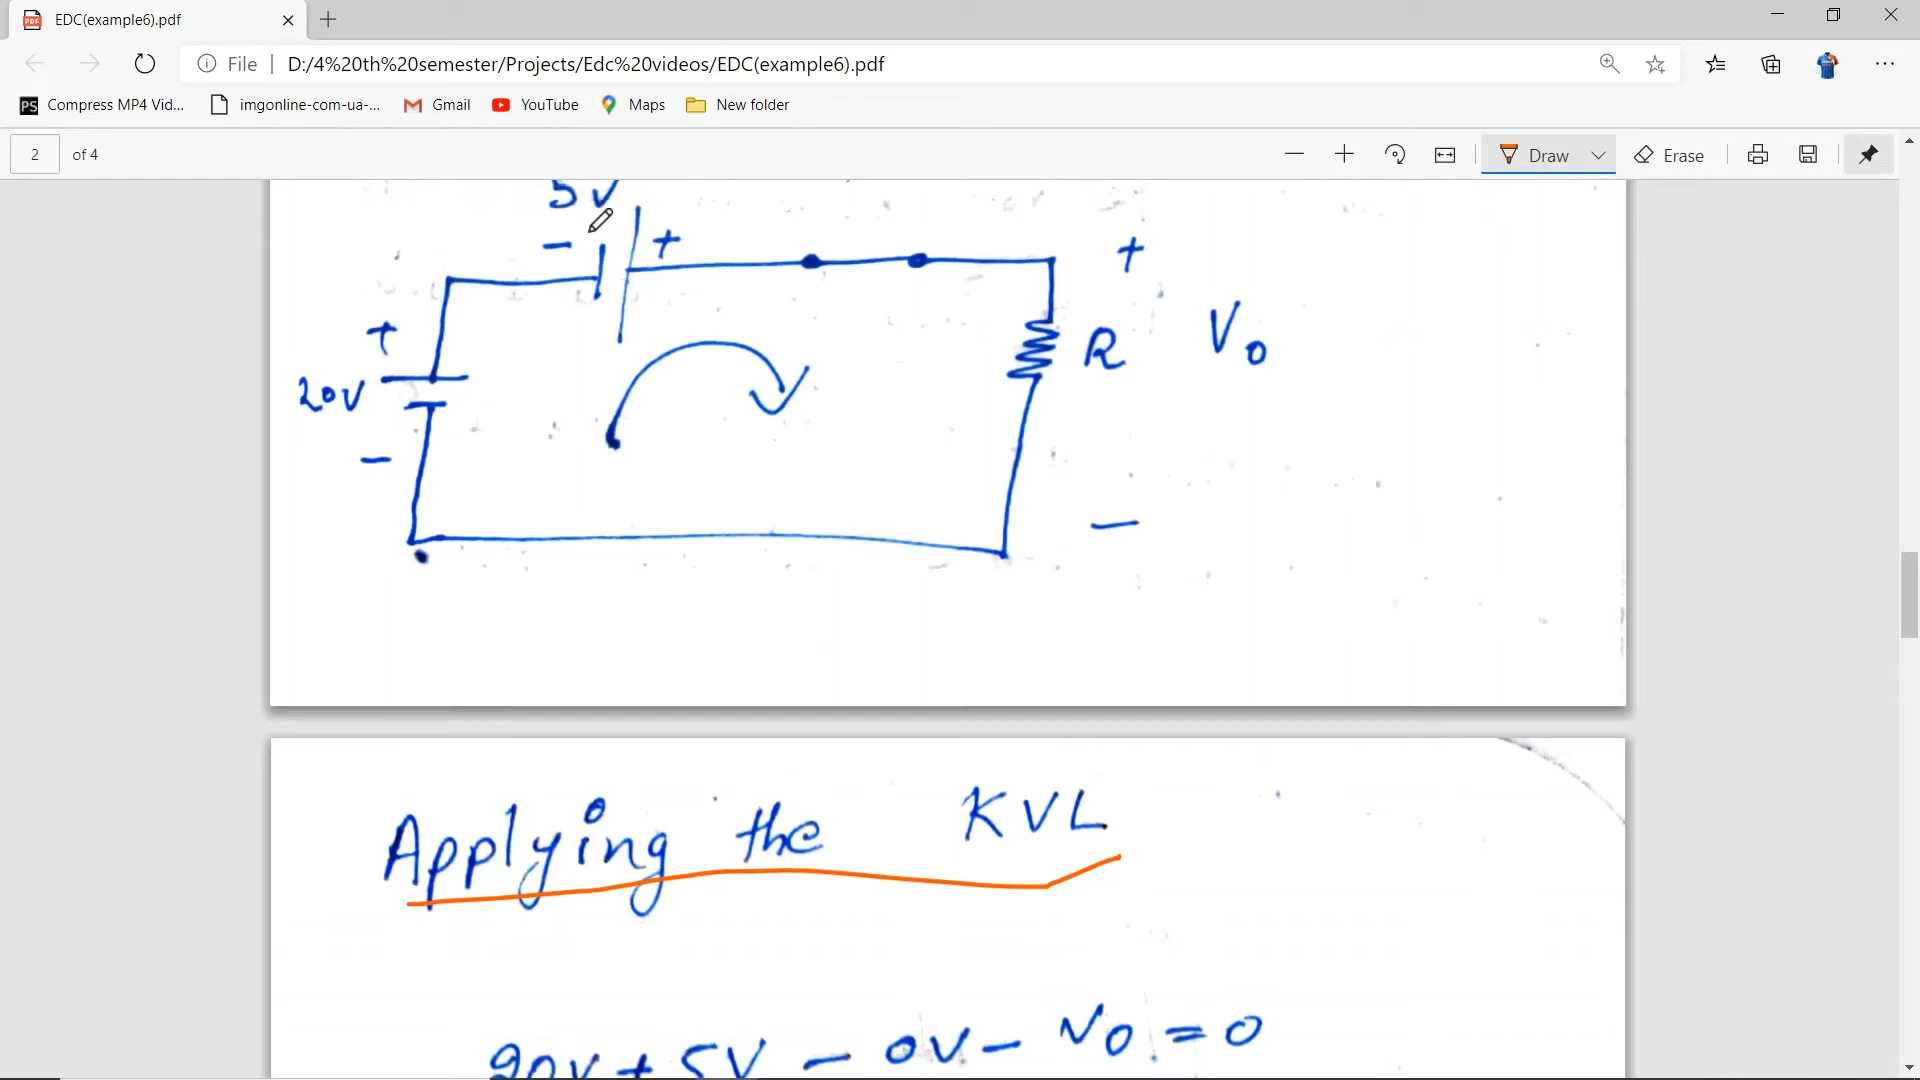 EDC(example6).pdf
File
D:/4%20th%20semester/Projects/Edc%20videos/EDC(example6).pdf
PS Compress MP4 Vid...
imgonline-com-ua-...
Gmail
YouTube
Maps
New folder
2 of 4
Draw
Erase
5V
- +
+
+
20V
R
Vo
-
-
Applying the KVL
20V + 5V - 0V - Vo = 0